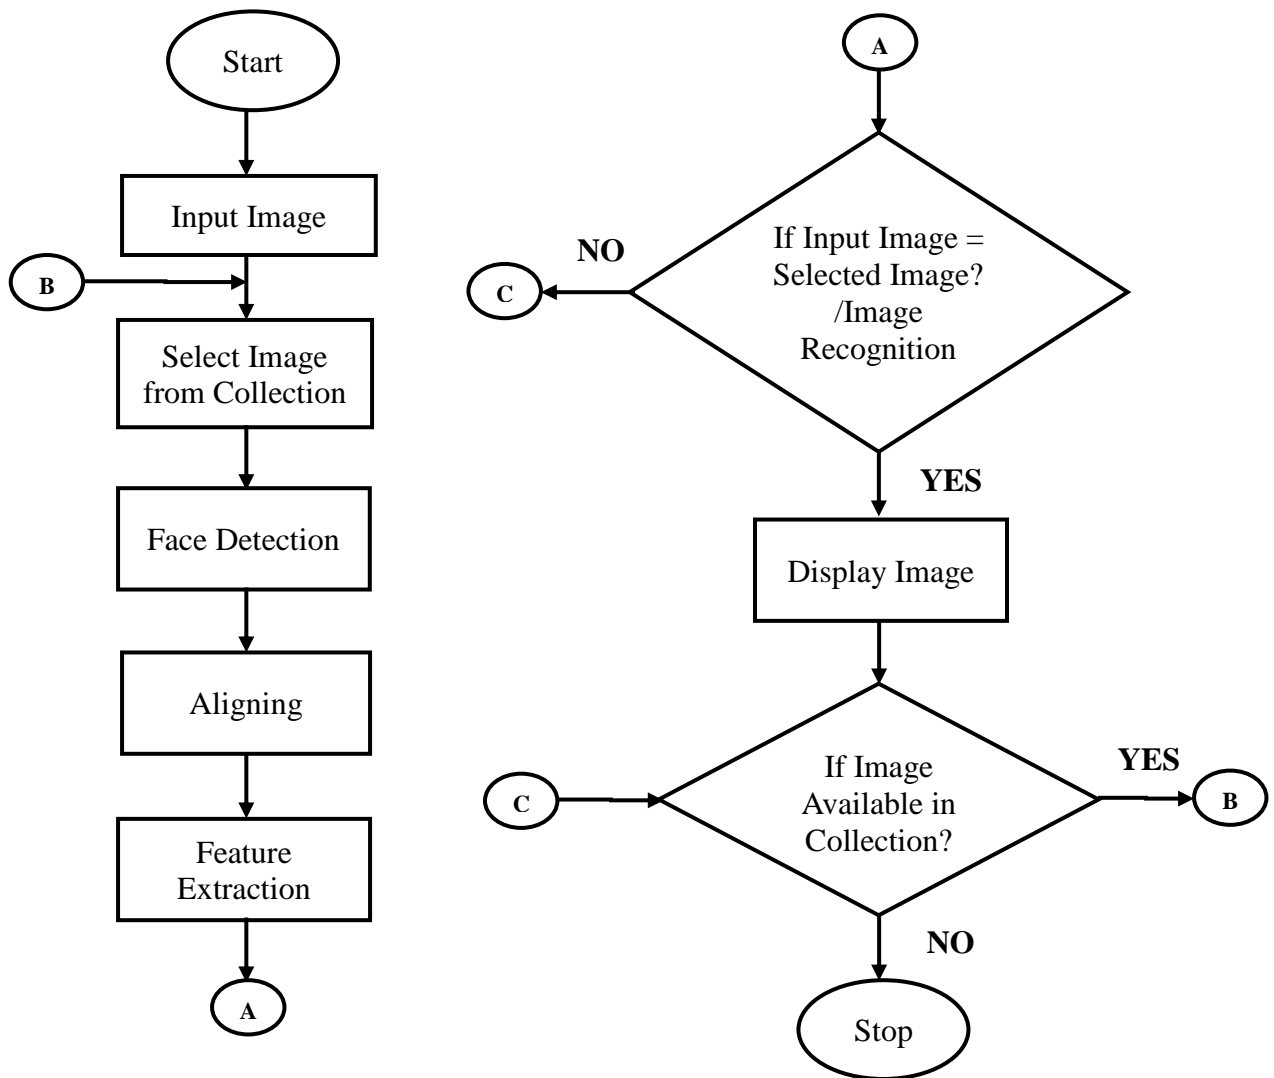 Start
Input Image
B
Select Image
from Collection
Face Detection
Aligning
Feature
Extraction
A
A
If Input Image =
Selected Image?
/Image
Recognition
NO
C
YES
Display Image
If Image
Available in
Collection?
C
YES
B
NO
Stop